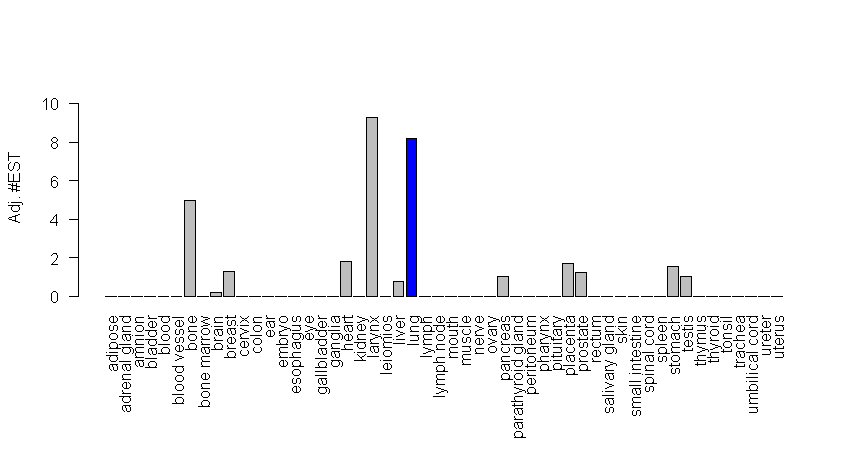 Adj. #EST
10
8
6
4
2
0
adipose
adrenal gland
amnion
bladder
blood
blood vessel
bone
bone marrow
brain
breast
cervix
colon
ear
embryo
esophagus
eye
gallbladder
ganglia
heart
kidney
larynx
leiomios
liver
lung
lymph
lymph node
mouth
muscle
nerve
ovary
pancreas
parathyroid gland
peritoneum
pharynx
pituitary
placenta
prostate
rectum
salivary gland
skin
small intestine
spinal cord
spleen
stomach
testis
thymus
thyroid
tonsil
trachea
umbilical cord
ureter
uterus